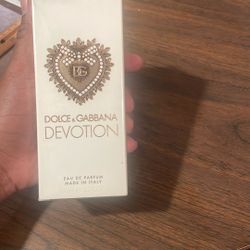 DG
DOLCE & GABBANA
DEVOTION
EAU DE PARFUM
MADE IN ITALY